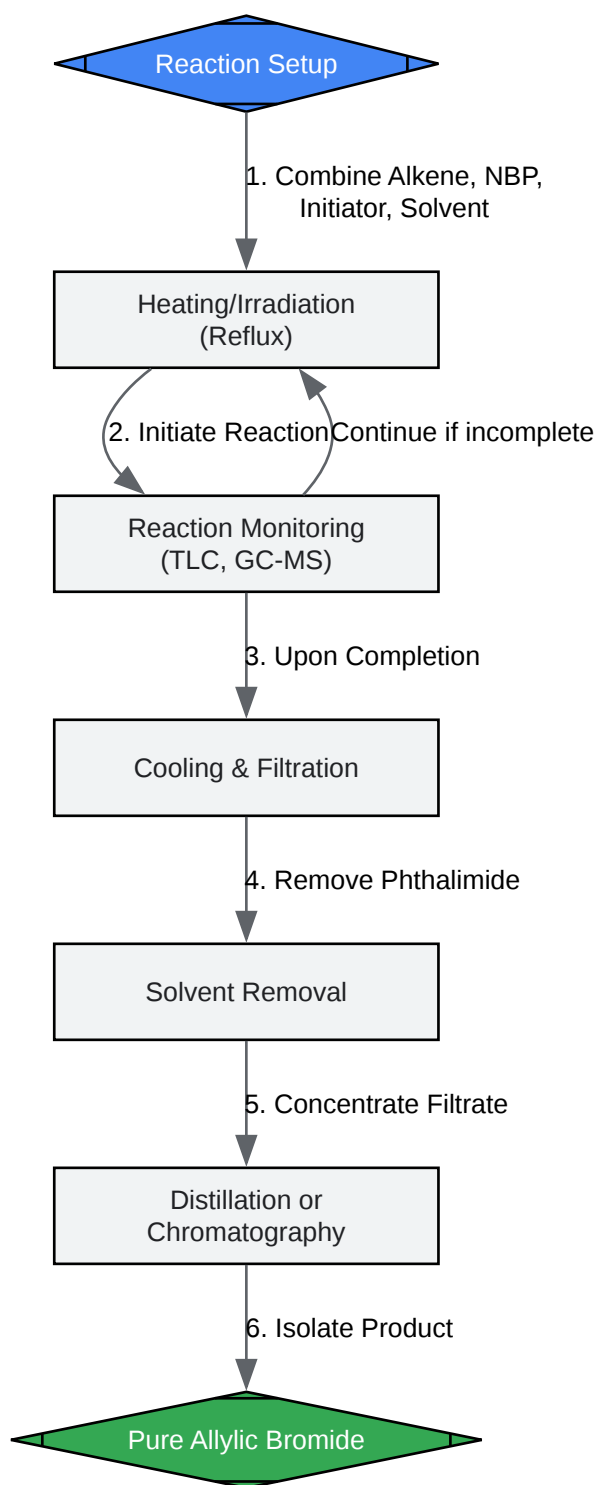 Reaction Setup
1. Combine Alkene, NBP,
Initiator, Solvent
Heating/Irradiation
(Reflux)
2. Initiate Reaction
Continue if incomplete
Reaction Monitoring
(TLC, GC-MS)
3. Upon Completion
Cooling & Filtration
4. Remove Phthalimide
Solvent Removal
5. Concentrate Filtrate
Distillation or
Chromatography
6. Isolate Product
Pure Allylic Bromide